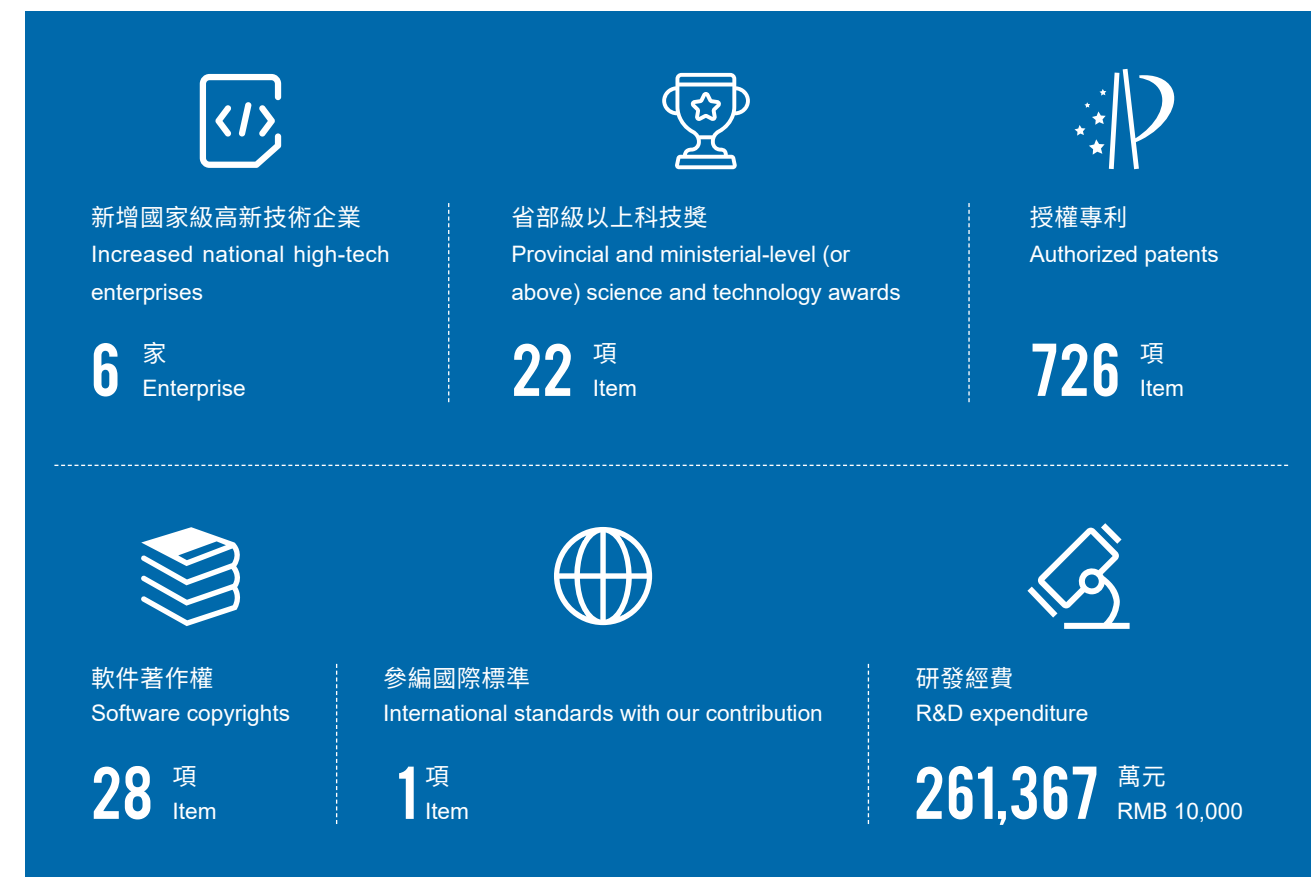 新增國家級高新技術企業
Increased national high-tech
enterprises
6 家
Enterprise
省部級以上科技獎
Provincial and ministerial-level (or
above) science and technology awards
22 項
Item
授權專利
Authorized patents
726 項
Item
軟件著作權
Software copyrights
28 項
Item
參編國際標準
International standards with our contribution
1 項
Item
研發經費
R&D expenditure
261,367 萬元
RMB 10,000